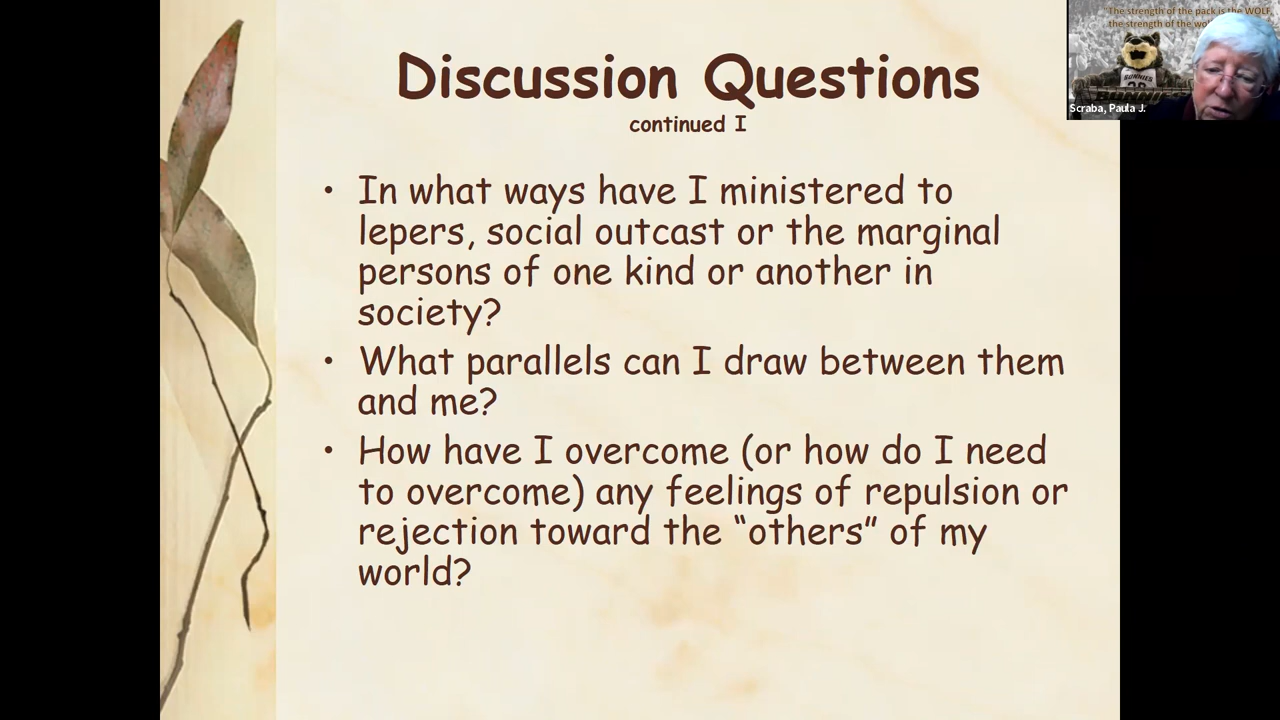 Discussion Questions
continued I
• In what ways have I ministered to
lepers, social outcast or the marginal
persons of one kind or another in
society?
• What parallels can I draw between them
and me?
• How have I overcome (or how do I need
to overcome) any feelings of repulsion or
rejection toward the “others” of my
world?
"The strength of the pack is the WOLF,
the strength of the wol
BONNIES
Scraba, Paula J.